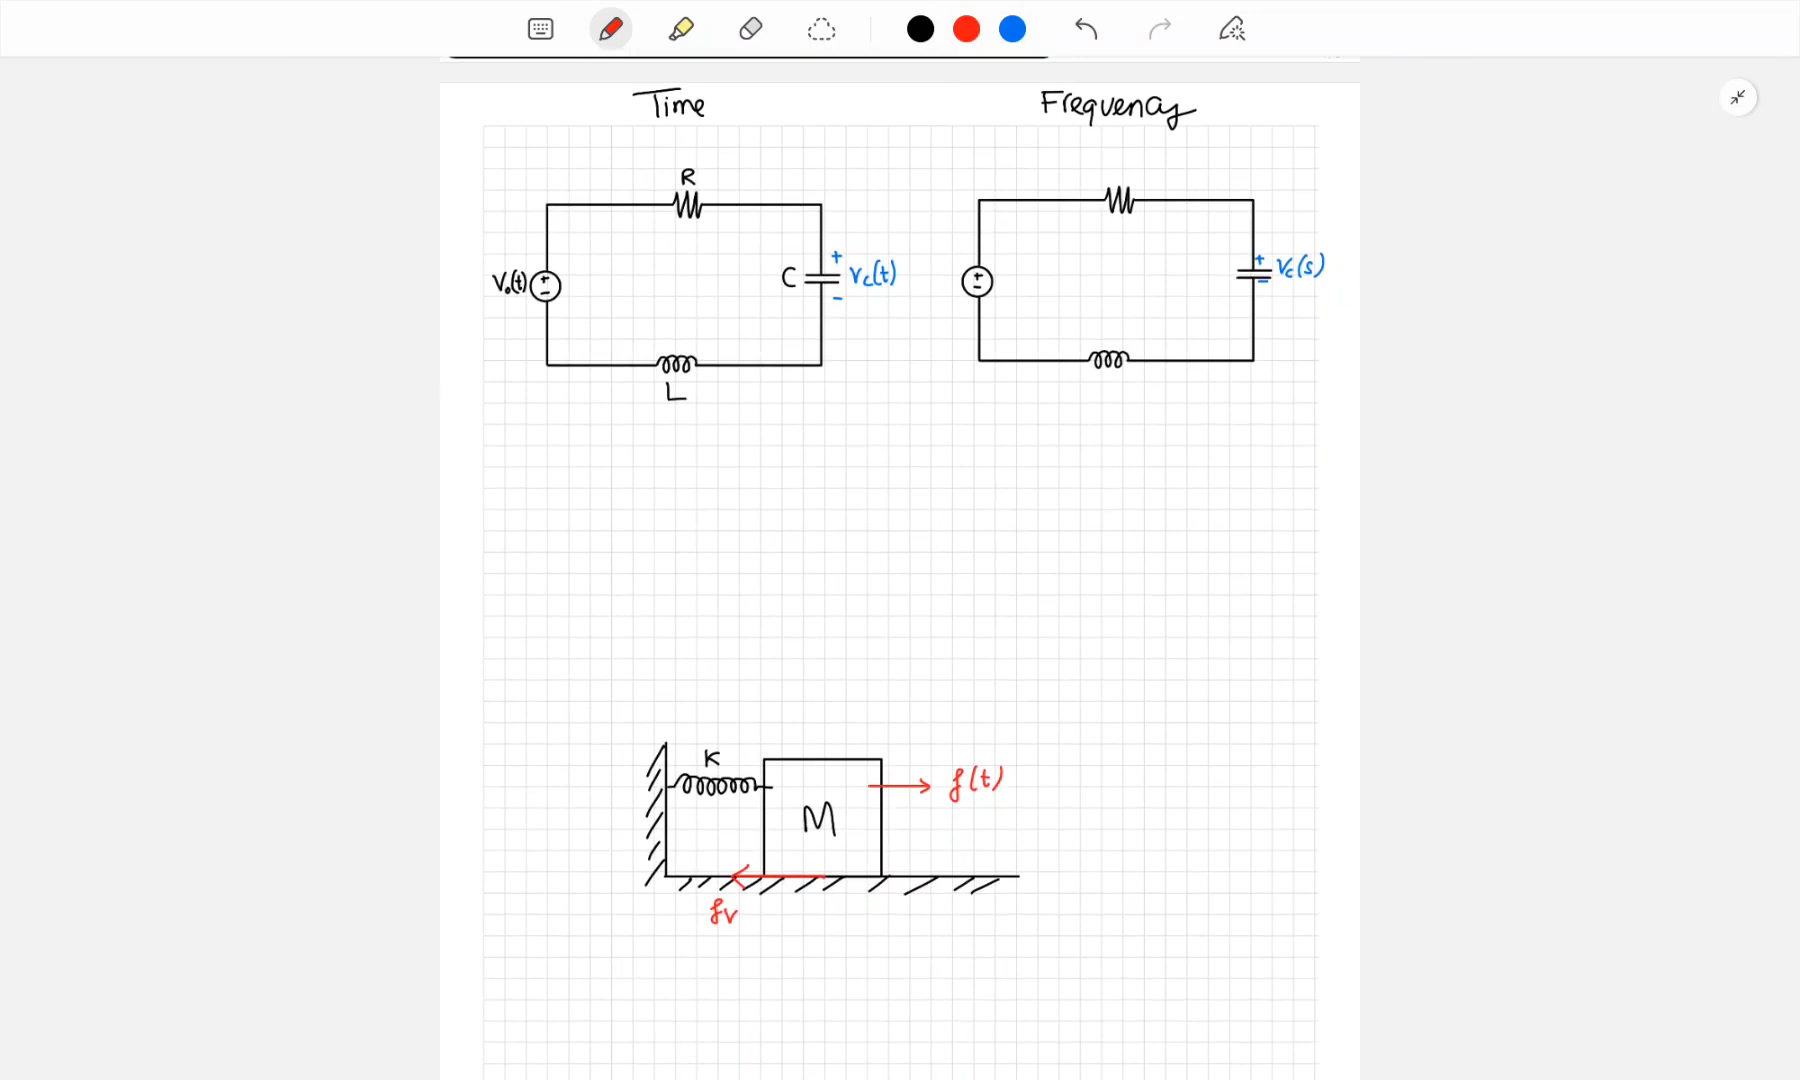 Time
Frequency
R
V₀(t)
+
-
C
+
Vc(t)
-
L
+
-
+
Vc(s)
-
K
M
f(t)
fv